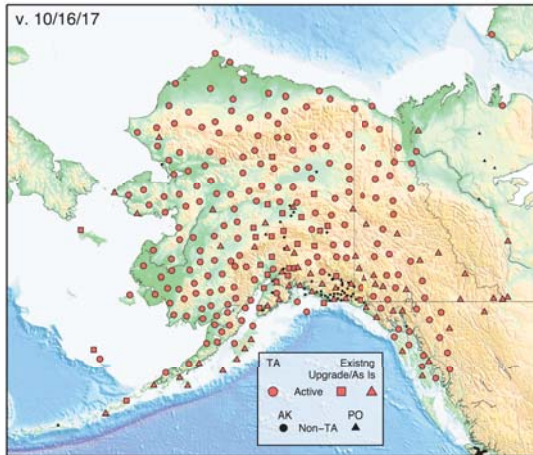 v. 10/16/17
TA Existng
Upgrade/As Is
Active
AK PO
Non-TA